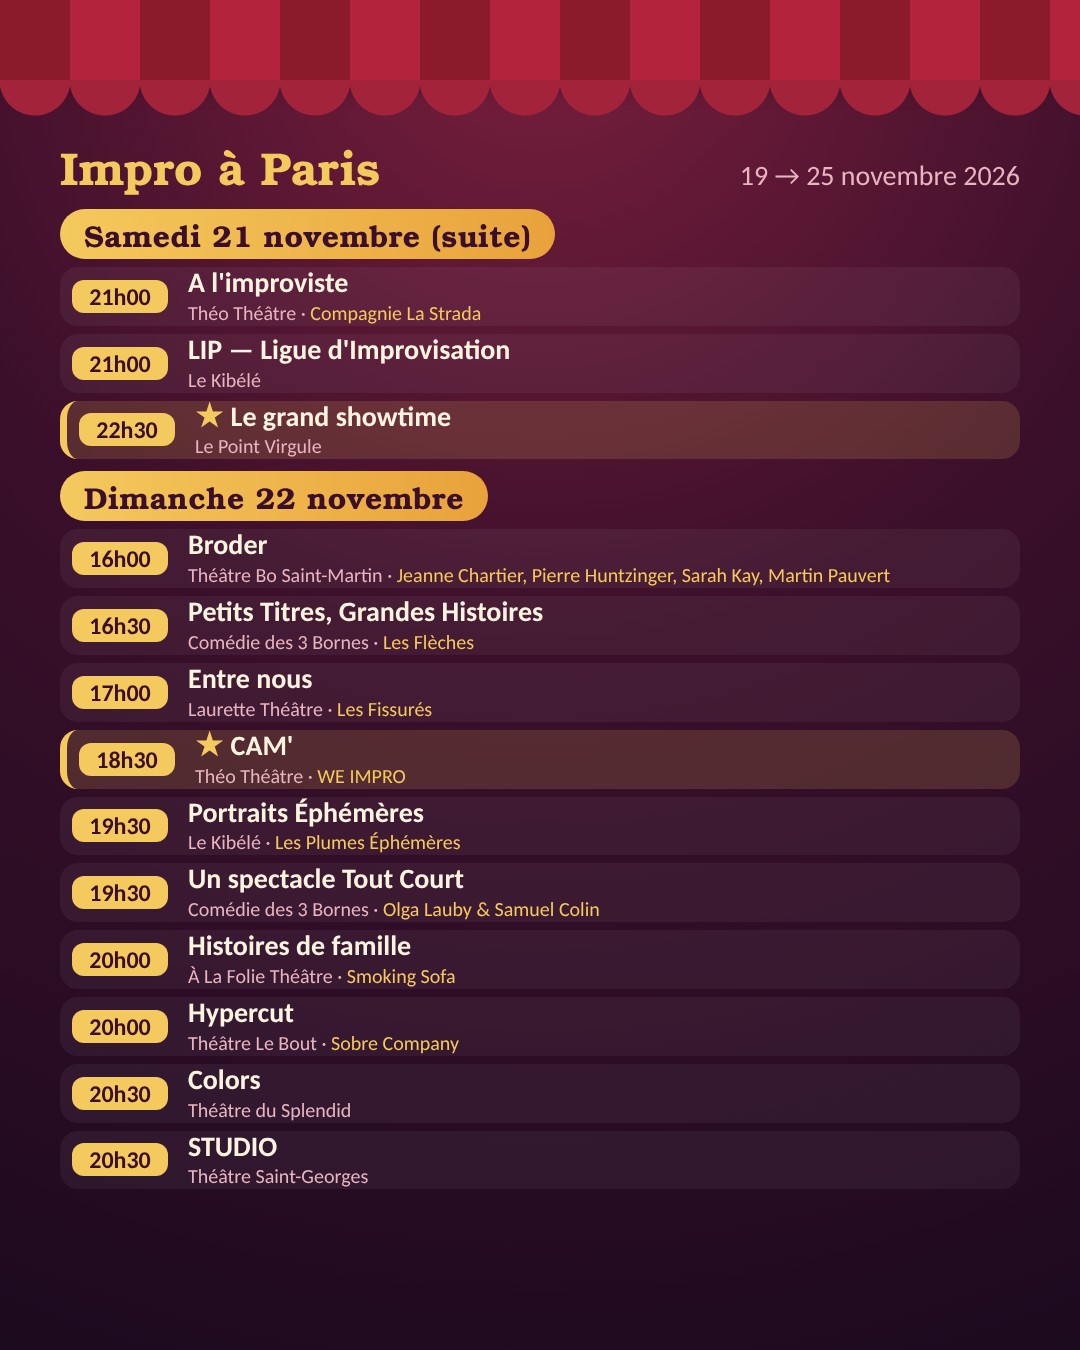 Impro à Paris
19 → 25 novembre 2026
Samedi 21 novembre (suite)
21h00
A l'improviste
Théo Théâtre · Compagnie La Strada
21h00
LIP — Ligue d'Improvisation
Le Kibélé
22h30
★ Le grand showtime
Le Point Virgule
Dimanche 22 novembre
16h00
Broder
Théâtre Bo Saint-Martin · Jeanne Chartier, Pierre Huntzinger, Sarah Kay, Martin Pauvert
16h30
Petits Titres, Grandes Histoires
Comédie des 3 Bornes · Les Flèches
17h00
Entre nous
Laurette Théâtre · Les Fissurés
18h30
★ CAM'
Théo Théâtre · WE IMPRO
19h30
Portraits Éphémères
Le Kibélé · Les Plumes Éphémères
19h30
Un spectacle Tout Court
Comédie des 3 Bornes · Olga Lauby & Samuel Colin
20h00
Histoires de famille
À La Folie Théâtre · Smoking Sofa
20h00
Hypercut
Théâtre Le Bout · Sobre Company
20h30
Colors
Théâtre du Splendid
20h30
STUDIO
Théâtre Saint-Georges